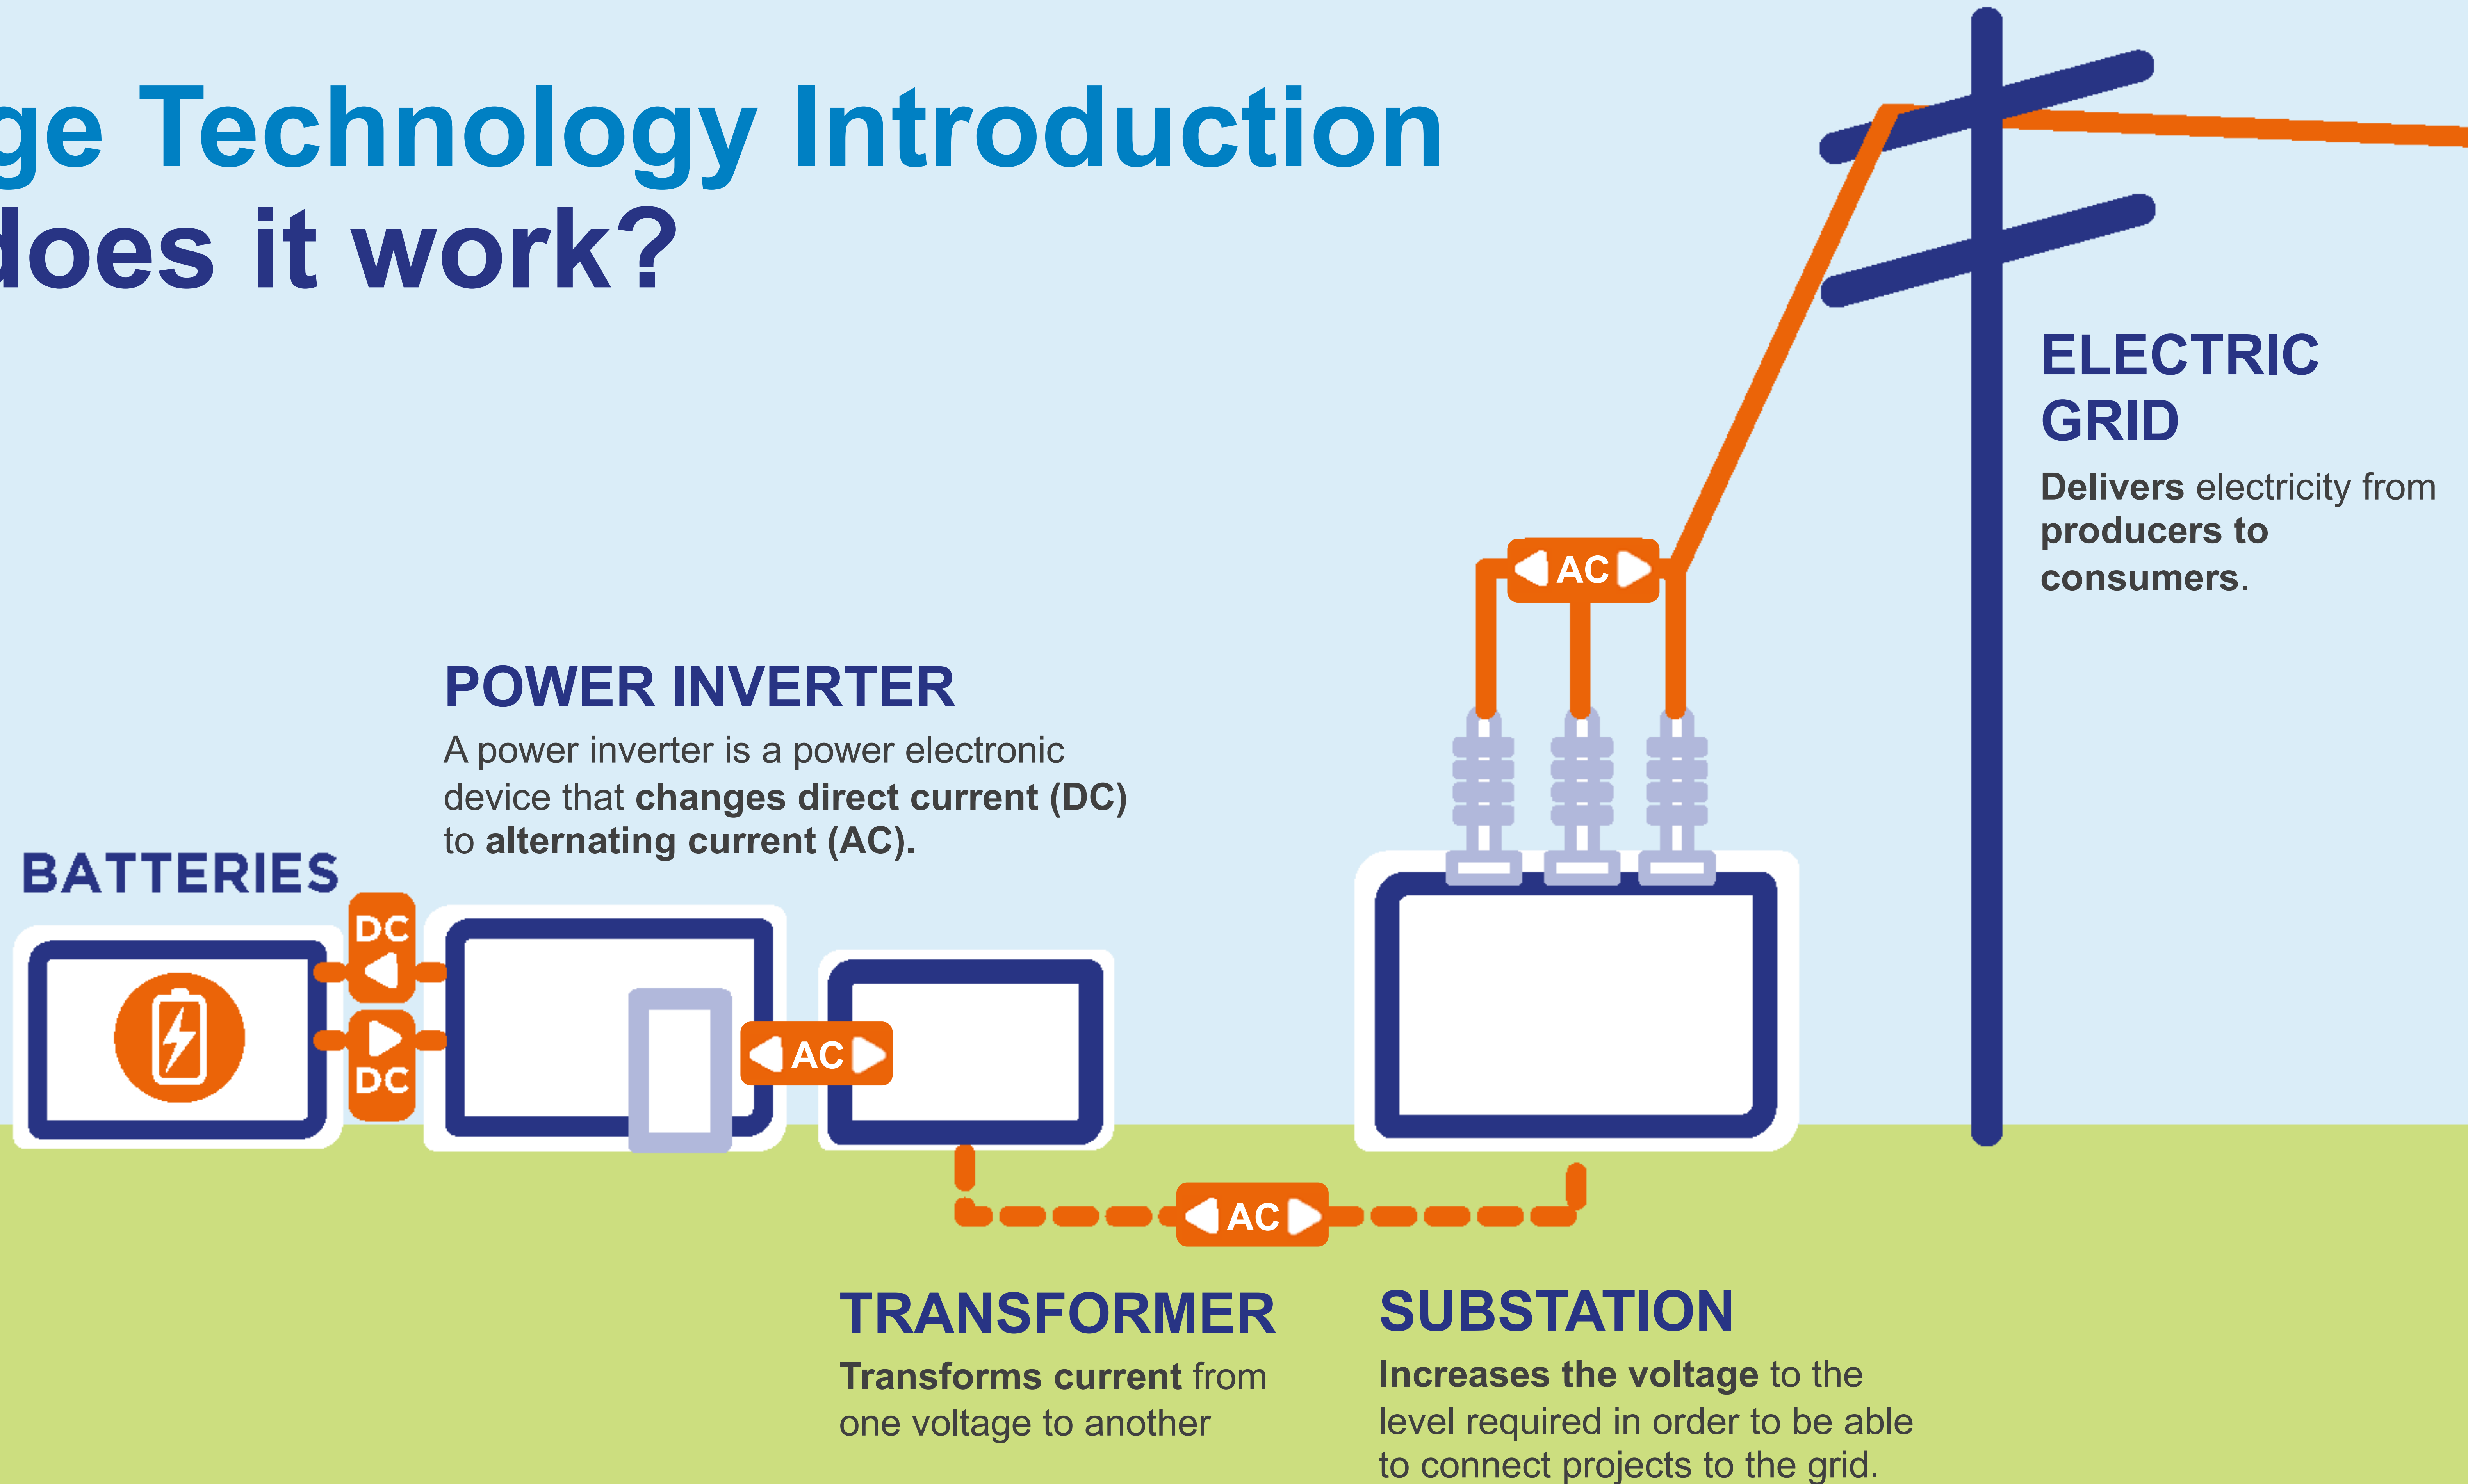 ge Technology Introduction
does it work?
ELECTRIC
GRID
Delivers electricity from
producers to
consumers.
AC
POWER INVERTER
A power inverter is a power electronic
device that changes direct current (DC)
to alternating current (AC).
BATTERIES
DC
AC
DC
AC
TRANSFORMER
Transforms current from
one voltage to another
SUBSTATION
Increases the voltage to the
level required in order to be able
to connect projects to the grid.